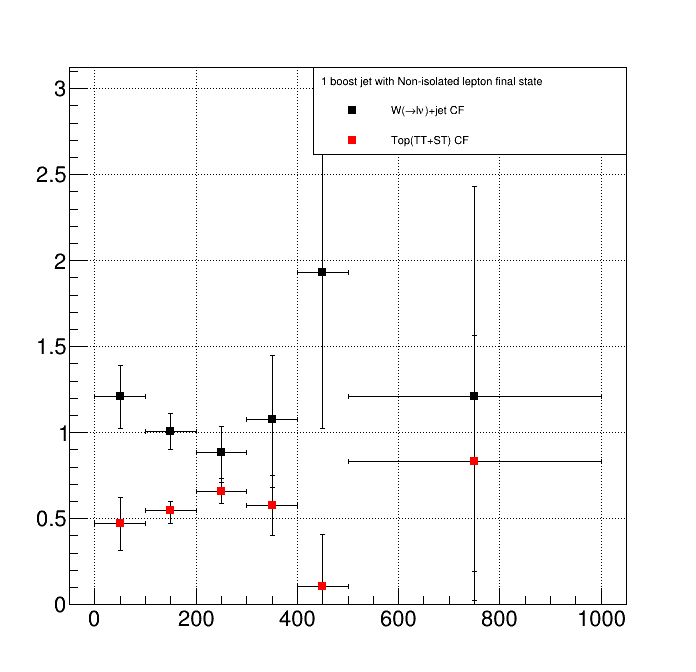 1 boost jet with Non-isolated lepton final state
W(→lν)+jet CF
Top(TT+ST) CF
3
2.5
2
1.5
1
0.5
0
0 200 400 600 800 1000